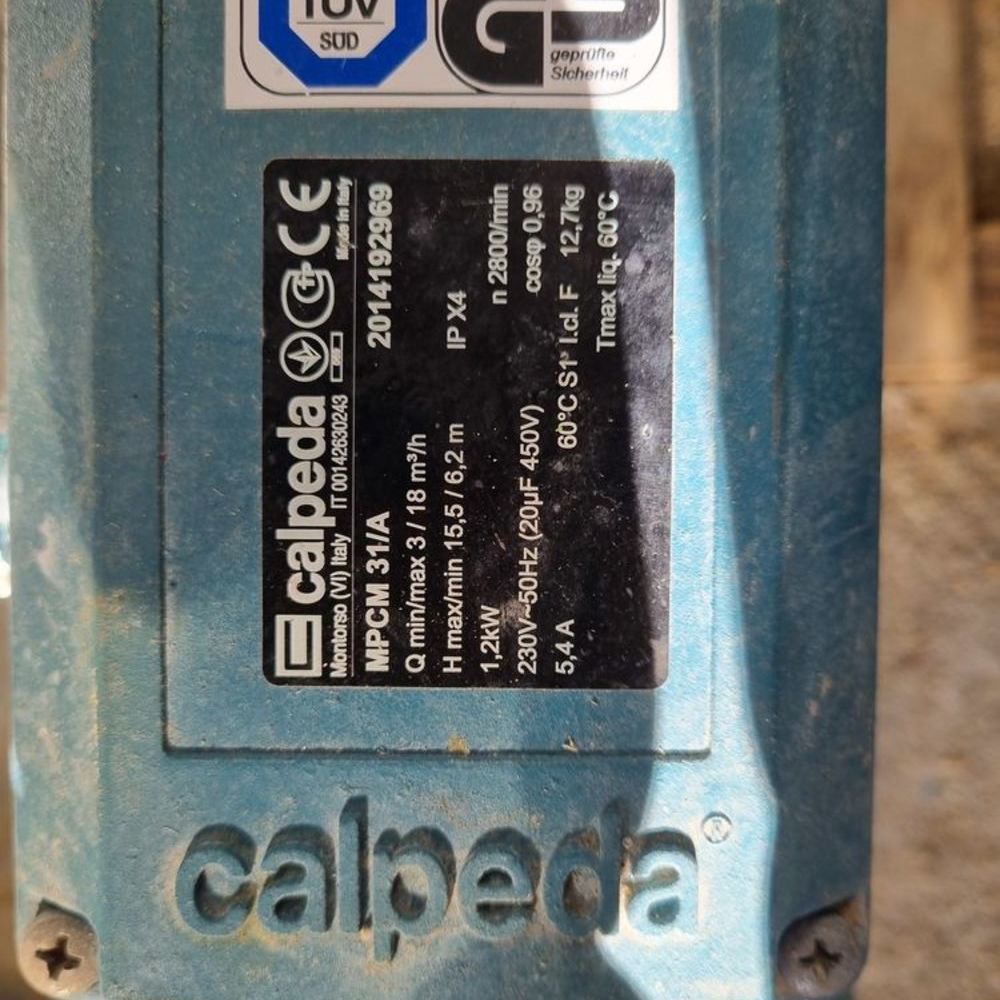 TÜV
SÜD
geprüfte
Sicherheit
calpeda
CE
Montorso (VI) Italy IT 00142630243
Made in Italy
MPCM 31/A 2014192969
Q min/max 3 / 18 m³/h
H max/min 15,5 / 6,2 m IP X4
1,2kW n 2800/min
230V~50Hz (20µF 450V) cosφ 0,96
5,4 A 60°C S1 I.cl. F 12,7kg
Tmax liq. 60°C
calpeda®